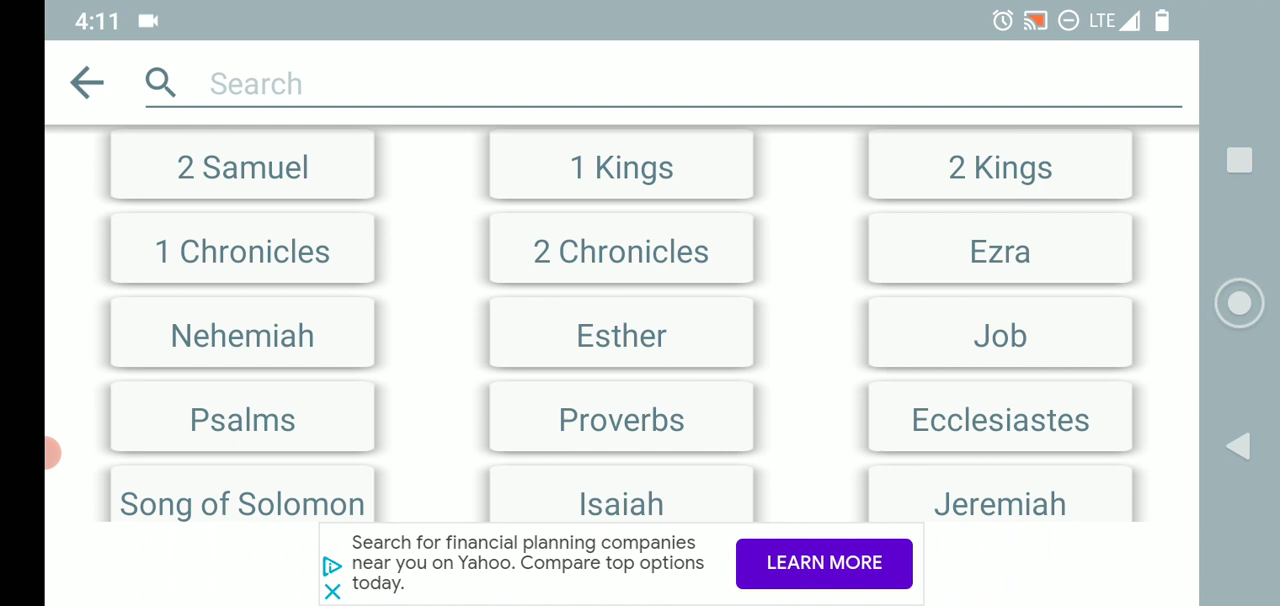 4:11 LTE
Search
2 Samuel 1 Kings 2 Kings
1 Chronicles 2 Chronicles Ezra
Nehemiah Esther Job
Psalms Proverbs Ecclesiastes
Song of Solomon Isaiah Jeremiah
Search for financial planning companies
near you on Yahoo. Compare top options
today.
LEARN MORE